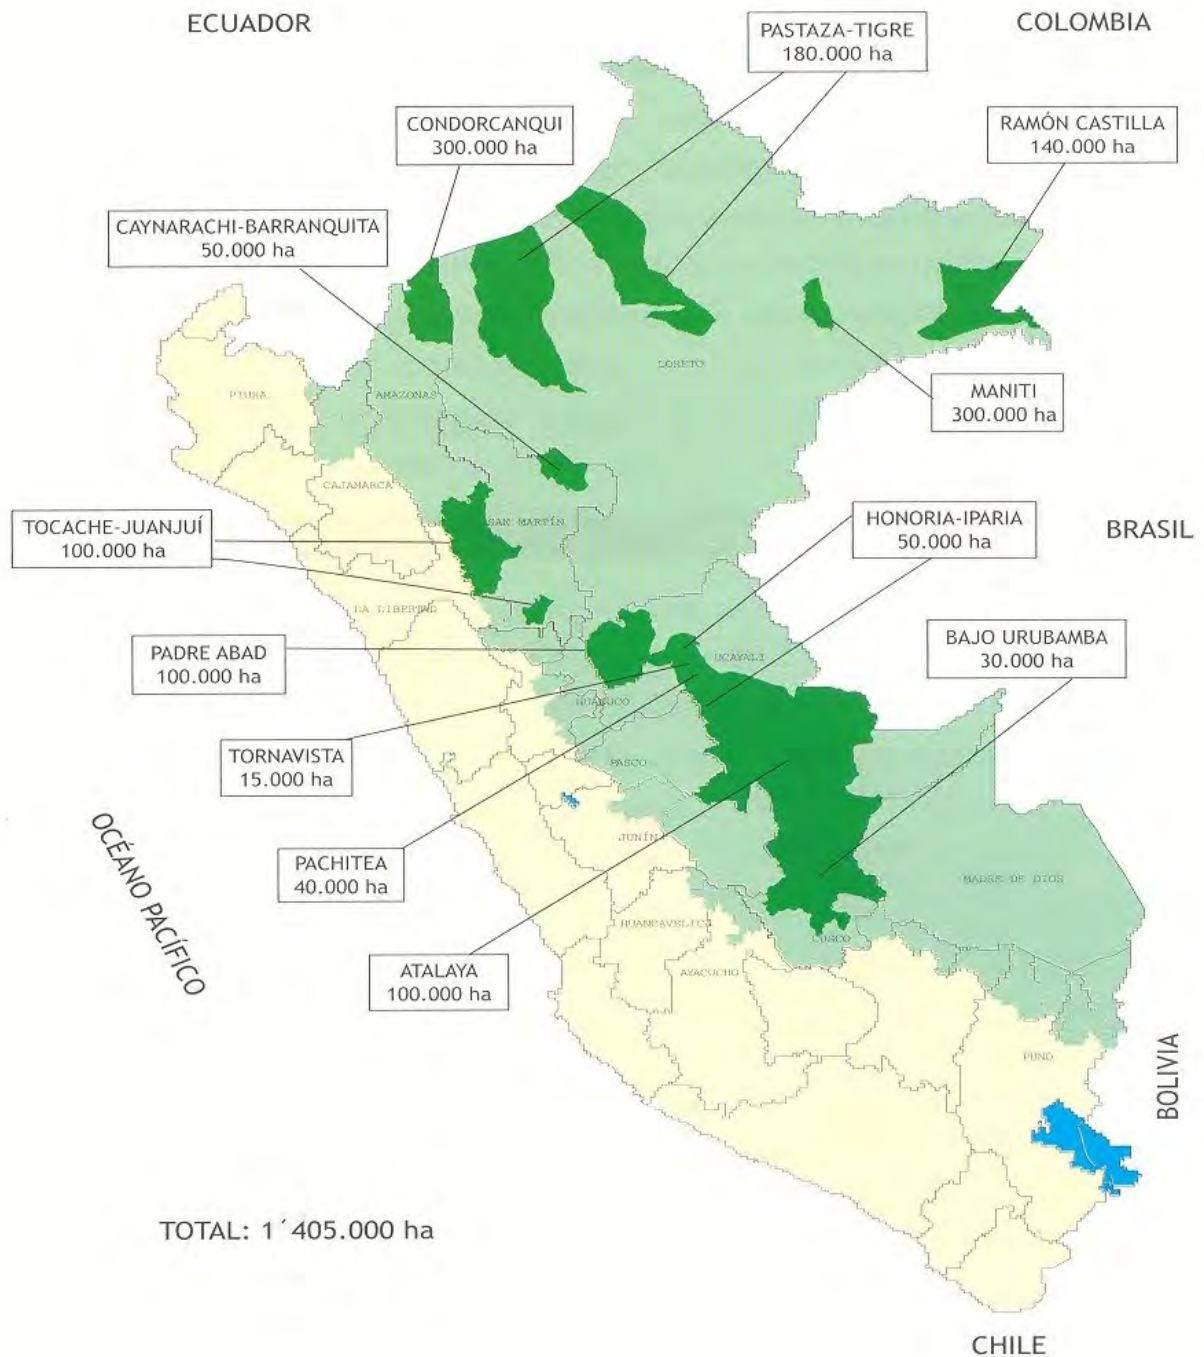 ECUADOR
COLOMBIA
PASTAZA-TIGRE
180.000 ha
CONDORCANQUI
300.000 ha
RAMÓN CASTILLA
140.000 ha
CAYNARACHI-BARRANQUITA
50.000 ha
LORETO
PIURA
AMAZONAS
MANITI
300.000 ha
CAJAMARCA
TOCACHE-JUANJUÍ
100.000 ha
SAN MARTÍN
HONORIA-IPARIA
50.000 ha
BRASIL
LA LIBERTAD
PADRE ABAD
100.000 ha
UCAYALI
BAJO URUBAMBA
30.000 ha
HUANUCO
TORNAVISTA
15.000 ha
PASCO
OCÉANO PACÍFICO
JUNÍN
PACHITEA
40.000 ha
MADRE DE DIOS
HUANCAVELICA
CUSCO
ATALAYA
100.000 ha
AYACUCHO
PUNO
BOLIVIA
TOTAL: 1´405.000 ha
CHILE